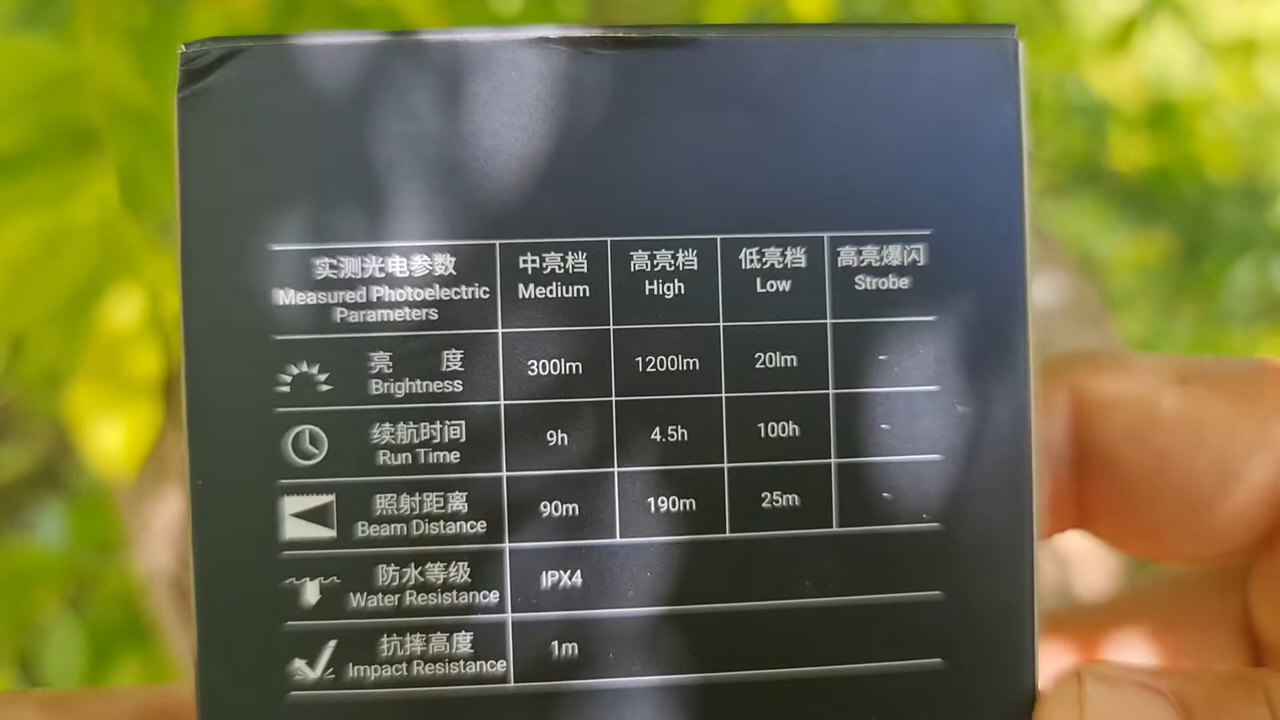 实测光电参数
Measured Photoelectric
Parameters
中亮档
Medium
高亮档
High
低亮档
Low
高亮爆闪
Strobe
亮 度
Brightness
300lm
1200lm
20lm
-
续航时间
Run Time
9h
4.5h
100h
-
照射距离
Beam Distance
90m
190m
25m
-
防水等级
Water Resistance
IPX4
抗摔高度
Impact Resistance
1m